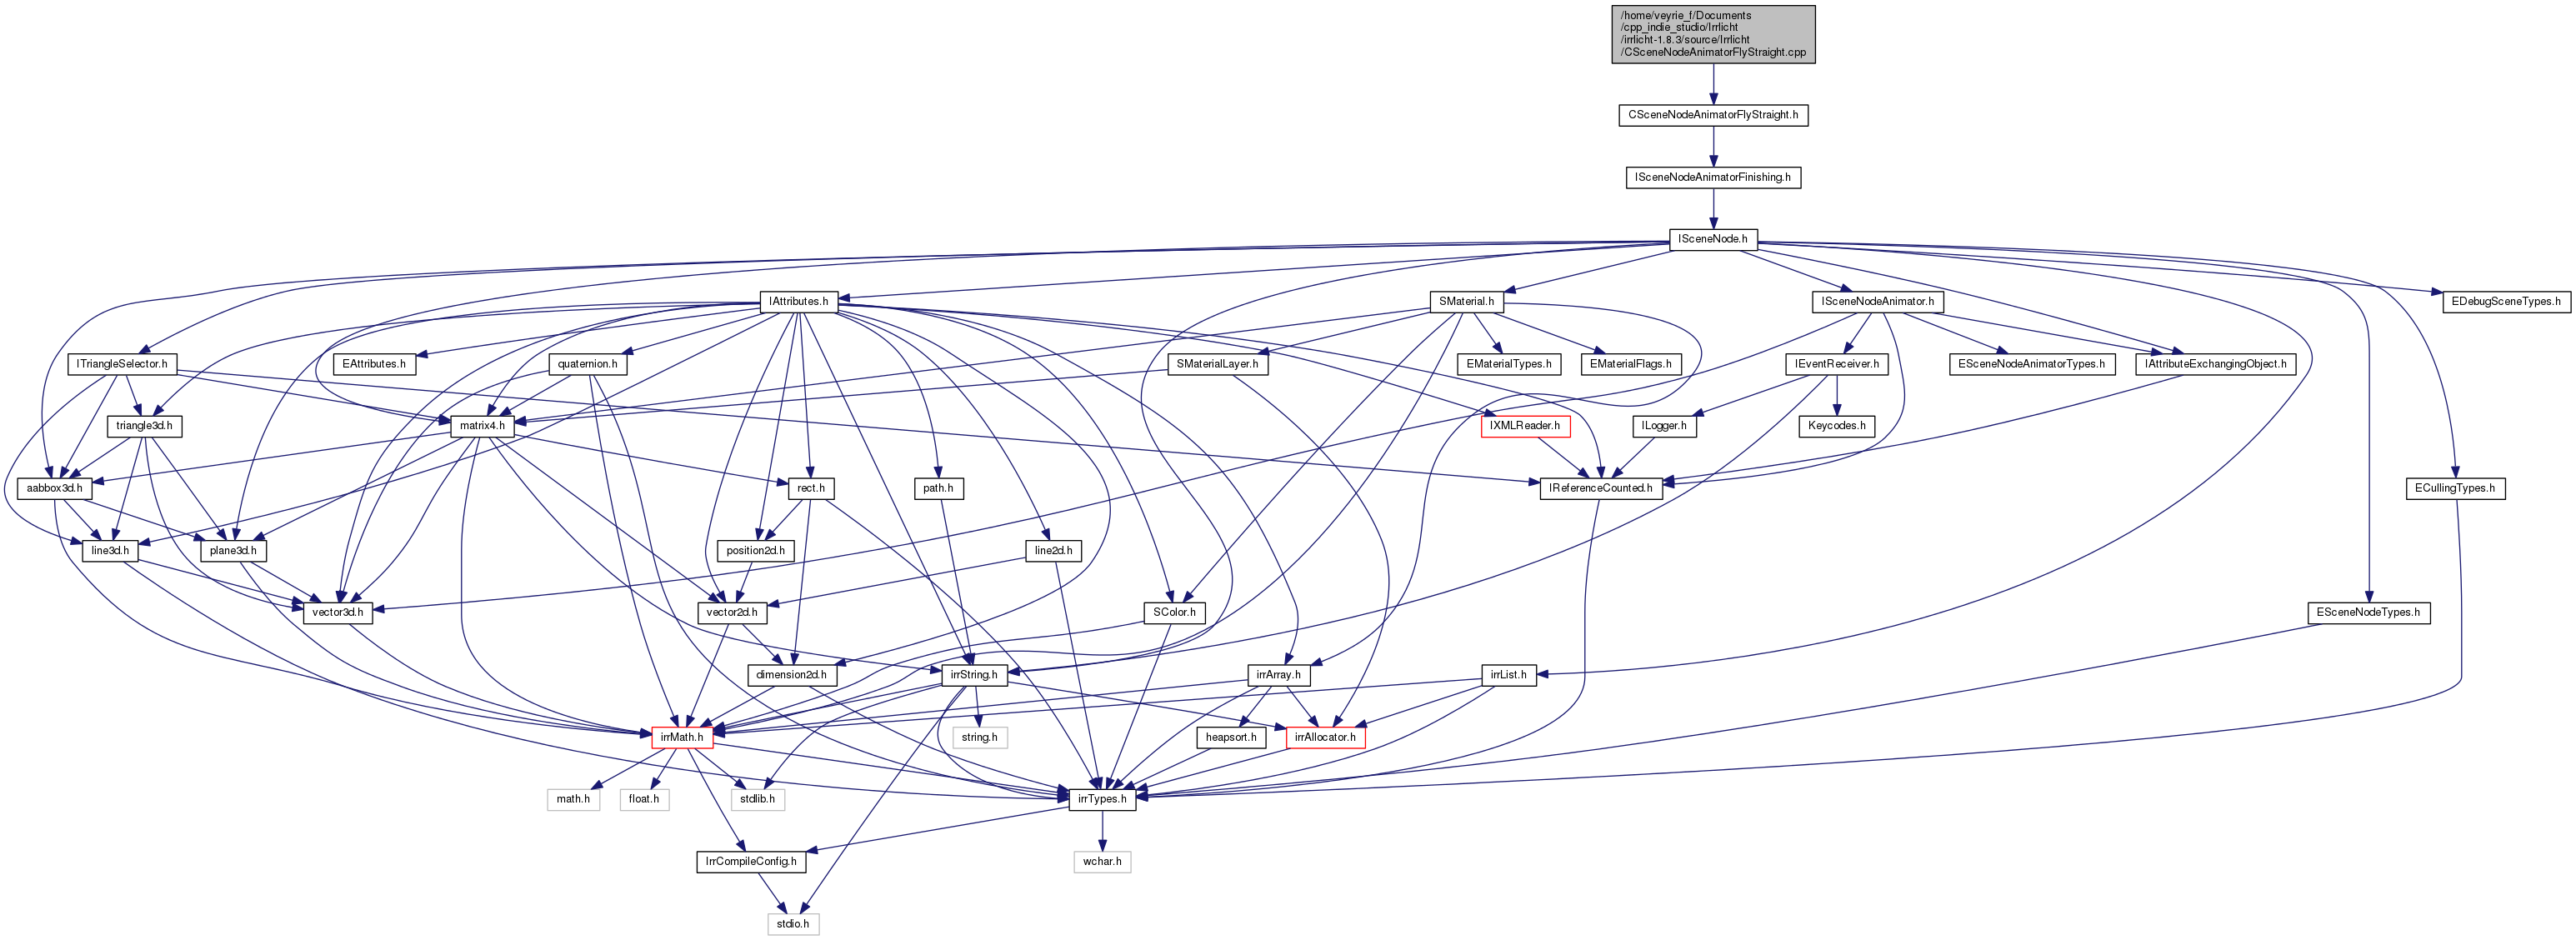 /home/veyrie_f/Documents
/cpp_indie_studio/Irrlicht
/irrlicht-1.8.3/source/Irrlicht
/CSceneNodeAnimatorFlyStraight.cpp
CSceneNodeAnimatorFlyStraight.h
ISceneNodeAnimatorFinishing.h
ISceneNode.h
IAttributes.h
SMaterial.h
ISceneNodeAnimator.h
EDebugSceneTypes.h
ITriangleSelector.h
EAttributes.h
quaternion.h
SMaterialLayer.h
EMaterialTypes.h
EMaterialFlags.h
IEventReceiver.h
ESceneNodeAnimatorTypes.h
IAttributeExchangingObject.h
triangle3d.h
matrix4.h
IXMLReader.h
ILogger.h
Keycodes.h
aabbox3d.h
rect.h
path.h
IReferenceCounted.h
ECullingTypes.h
line3d.h
plane3d.h
position2d.h
line2d.h
vector3d.h
vector2d.h
SColor.h
ESceneNodeTypes.h
dimension2d.h
irrString.h
irrArray.h
irrList.h
irrMath.h
string.h
heapsort.h
irrAllocator.h
math.h
float.h
stdlib.h
irrTypes.h
IrrCompileConfig.h
wchar.h
stdio.h